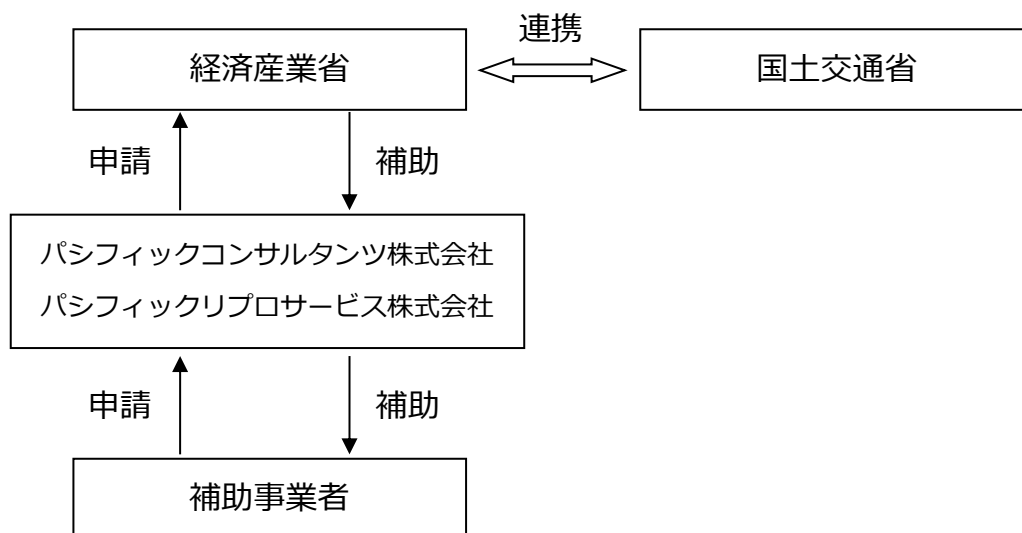 連携
経済産業省
国土交通省
申請
補助
パシフィックコンサルタンツ株式会社
パシフィックリプロサービス株式会社
申請
補助
補助事業者